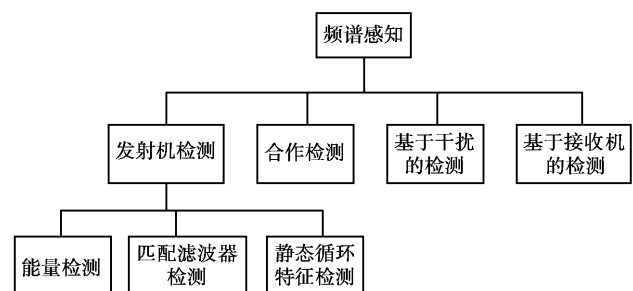 频谱感知
发射机检测
合作检测
基于干扰
的检测
基于接收机
的检测
能量检测
匹配滤波器
检测
静态循环
特征检测